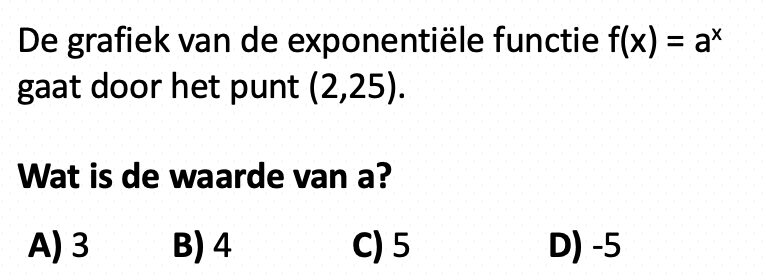 De grafiek van de exponentiële functie f(x) = aˣ
gaat door het punt (2,25).
Wat is de waarde van a?
A) 3 B) 4 C) 5 D) -5